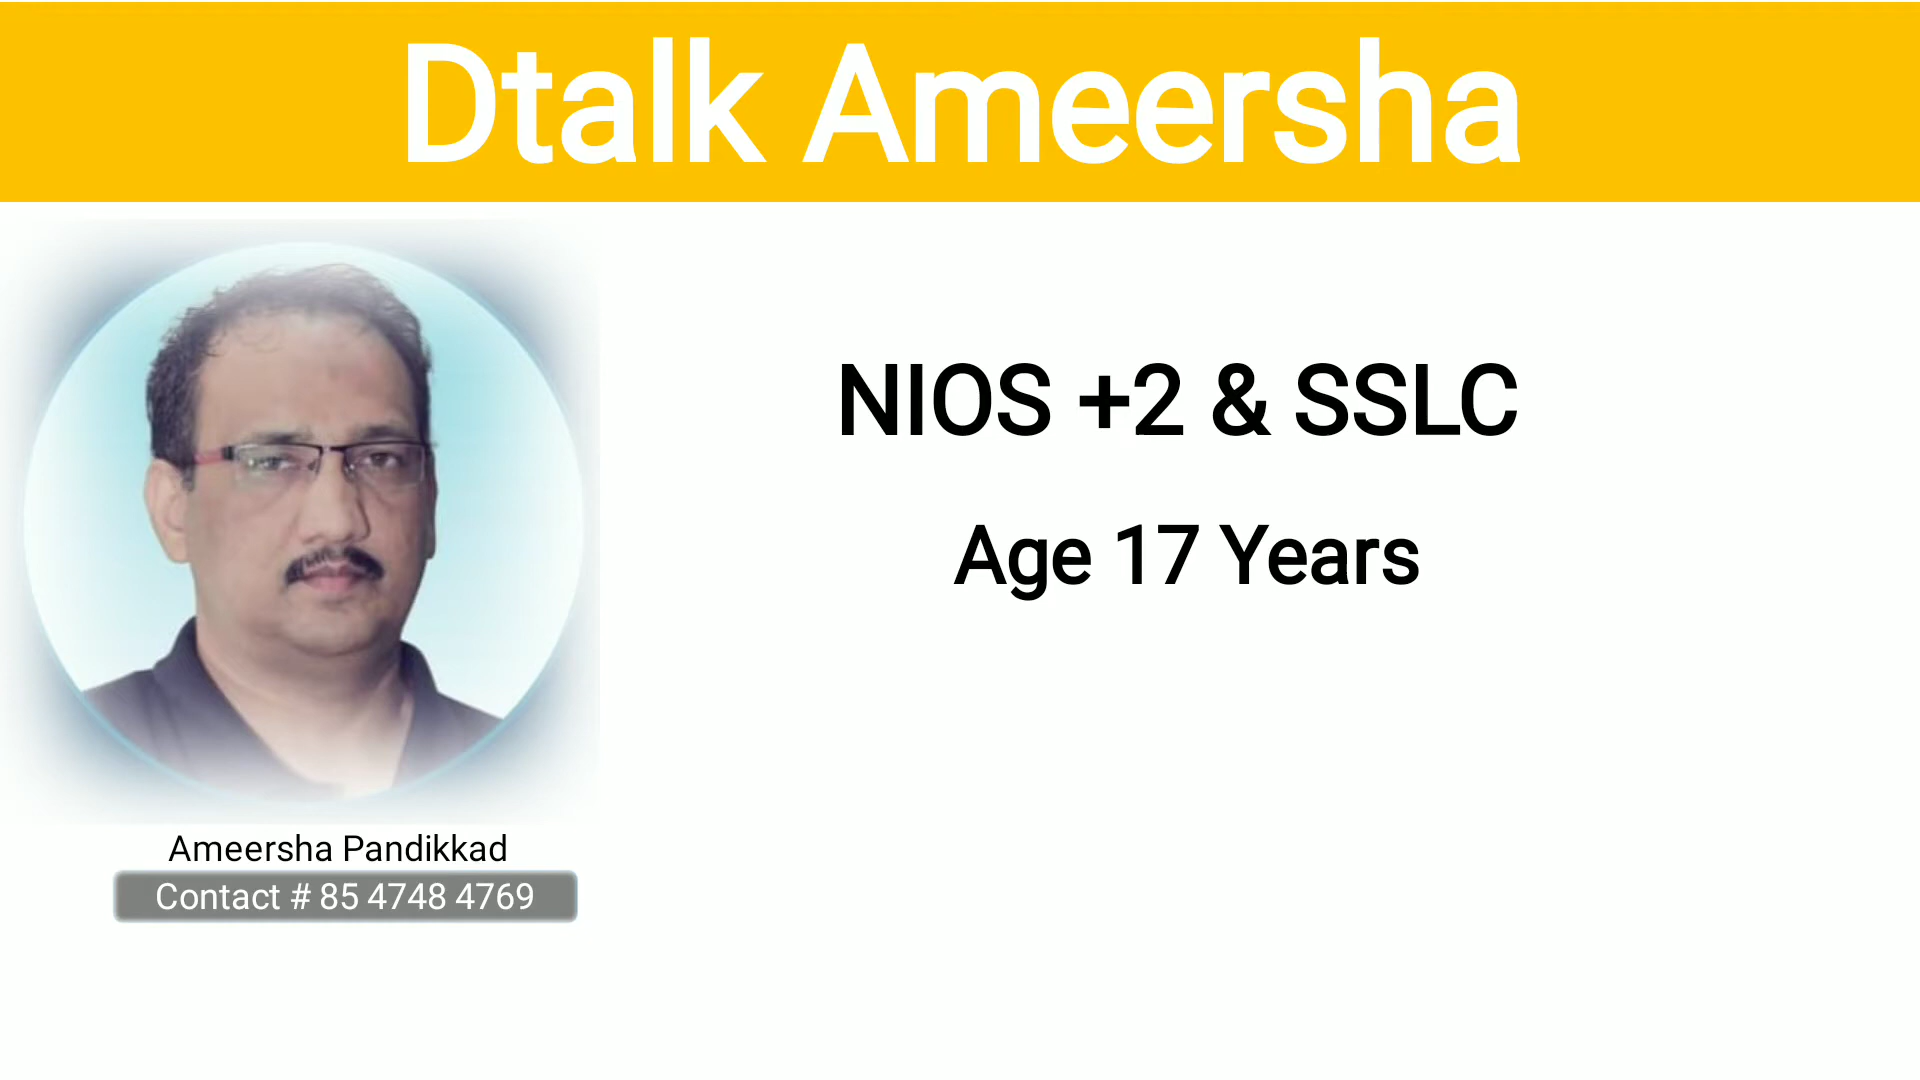 Dtalk Ameersha
NIOS +2 & SSLC
Age 17 Years
Ameersha Pandikkad
Contact # 85 4748 4769